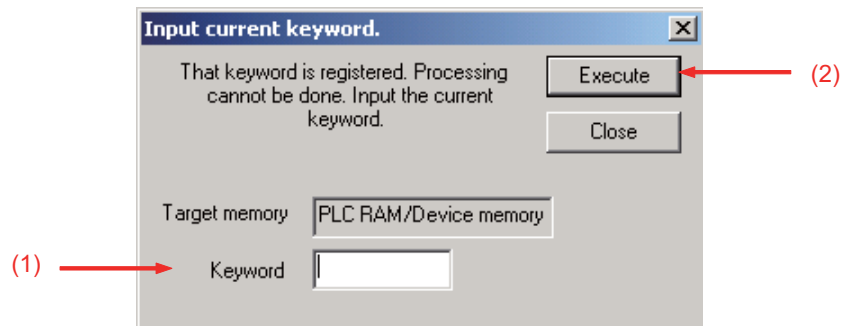 Input current keyword.
That keyword is registered. Processing
cannot be done. Input the current
keyword.
Execute
(2)
Close
Target memory PLC RAM/Device memory
(1)
Keyword